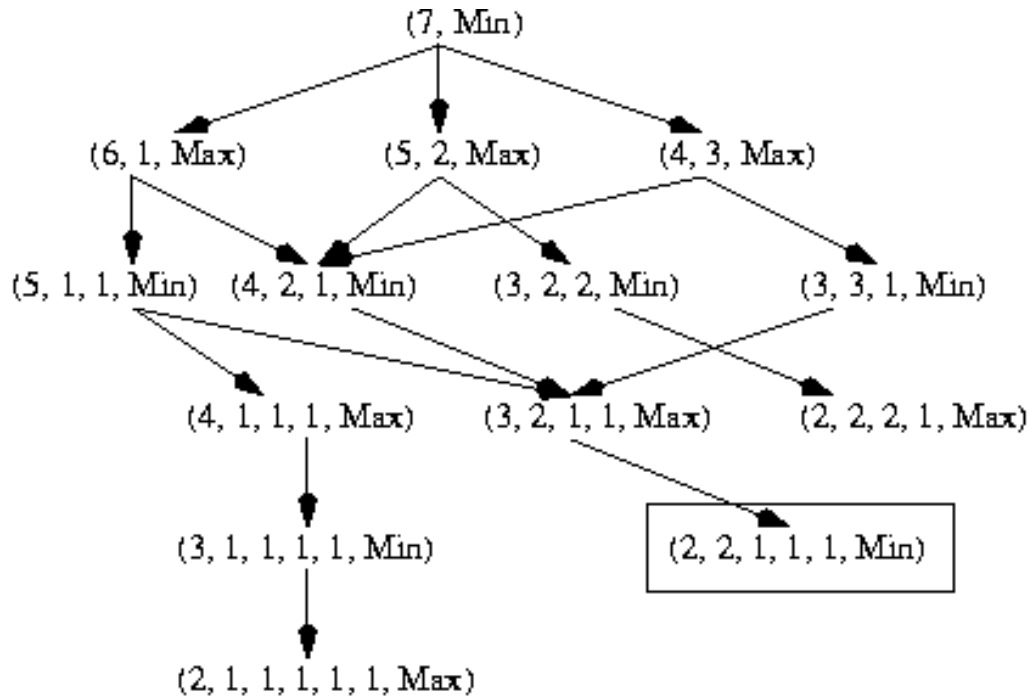 (7, Min)
(6, 1, Max) (5, 2, Max) (4, 3, Max)
(5, 1, 1, Min) (4, 2, 1, Min) (3, 2, 2, Min) (3, 3, 1, Min)
(4, 1, 1, 1, Max) (3, 2, 1, 1, Max) (2, 2, 2, 1, Max)
(3, 1, 1, 1, 1, Min) (2, 2, 1, 1, 1, Min)
(2, 1, 1, 1, 1, 1, Max)